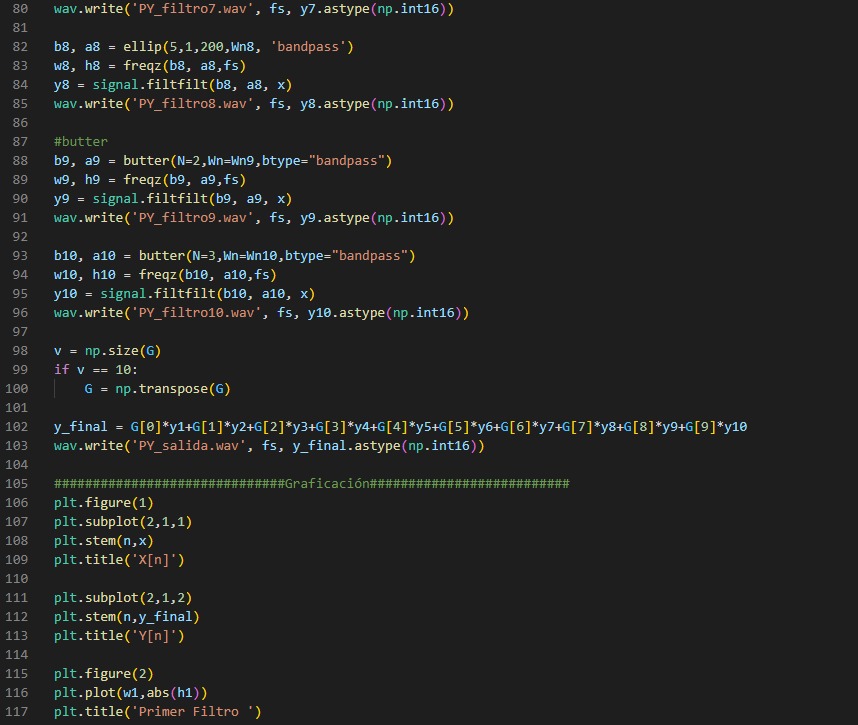 80 wav.write('PY_filtro7.wav', fs, y7.astype(np.int16))
81
82 b8, a8 = ellip(5,1,200,Wn8, 'bandpass')
83 w8, h8 = freqz(b8, a8,fs)
84 y8 = signal.filtfilt(b8, a8, x)
85 wav.write('PY_filtro8.wav', fs, y8.astype(np.int16))
86
87 #butter
88 b9, a9 = butter(N=2,Wn=Wn9,btype="bandpass")
89 w9, h9 = freqz(b9, a9,fs)
90 y9 = signal.filtfilt(b9, a9, x)
91 wav.write('PY_filtro9.wav', fs, y9.astype(np.int16))
92
93 b10, a10 = butter(N=3,Wn=Wn10,btype="bandpass")
94 w10, h10 = freqz(b10, a10,fs)
95 y10 = signal.filtfilt(b10, a10, x)
96 wav.write('PY_filtro10.wav', fs, y10.astype(np.int16))
97
98 v = np.size(G)
99 if v == 10:
100     G = np.transpose(G)
101
102 y_final = G[0]*y1+G[1]*y2+G[2]*y3+G[3]*y4+G[4]*y5+G[5]*y6+G[6]*y7+G[7]*y8+G[8]*y9+G[9]*y10
103 wav.write('PY_salida.wav', fs, y_final.astype(np.int16))
104
105 ##############################Graficación##########################
106 plt.figure(1)
107 plt.subplot(2,1,1)
108 plt.stem(n,x)
109 plt.title('X[n]')
110
111 plt.subplot(2,1,2)
112 plt.stem(n,y_final)
113 plt.title('Y[n]')
114
115 plt.figure(2)
116 plt.plot(w1,abs(h1))
117 plt.title('Primer Filtro ')